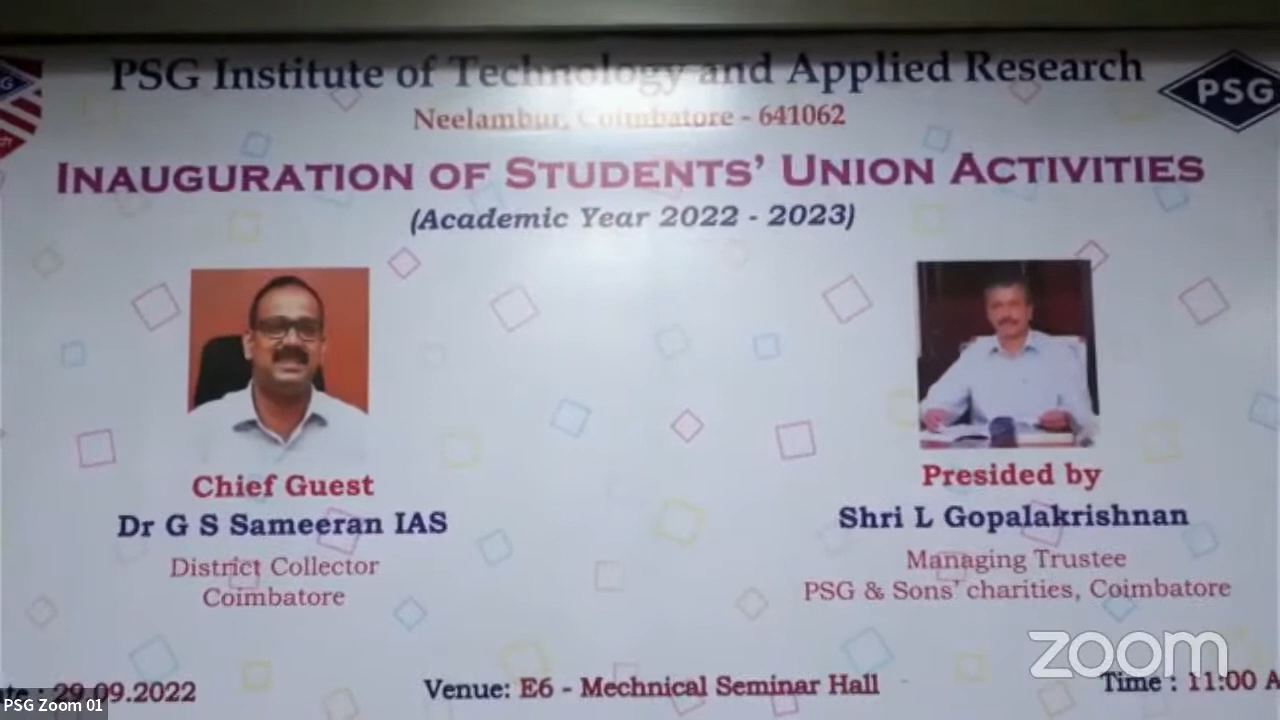 PSG Institute of Technology and Applied Research
PSG
Neelambur, Coimbatore - 641062
INAUGURATION OF STUDENTS' UNION ACTIVITIES
(Academic Year 2022 - 2023)
Chief Guest
Dr G S Sameeran IAS
District Collector
Coimbatore
Presided by
Shri L Gopalakrishnan
Managing Trustee
PSG & Sons' charities, Coimbatore
zoom
: 29.09.2022
Venue: E6 - Mechnical Seminar Hall
Time : 11:00 A
PSG Zoom 01